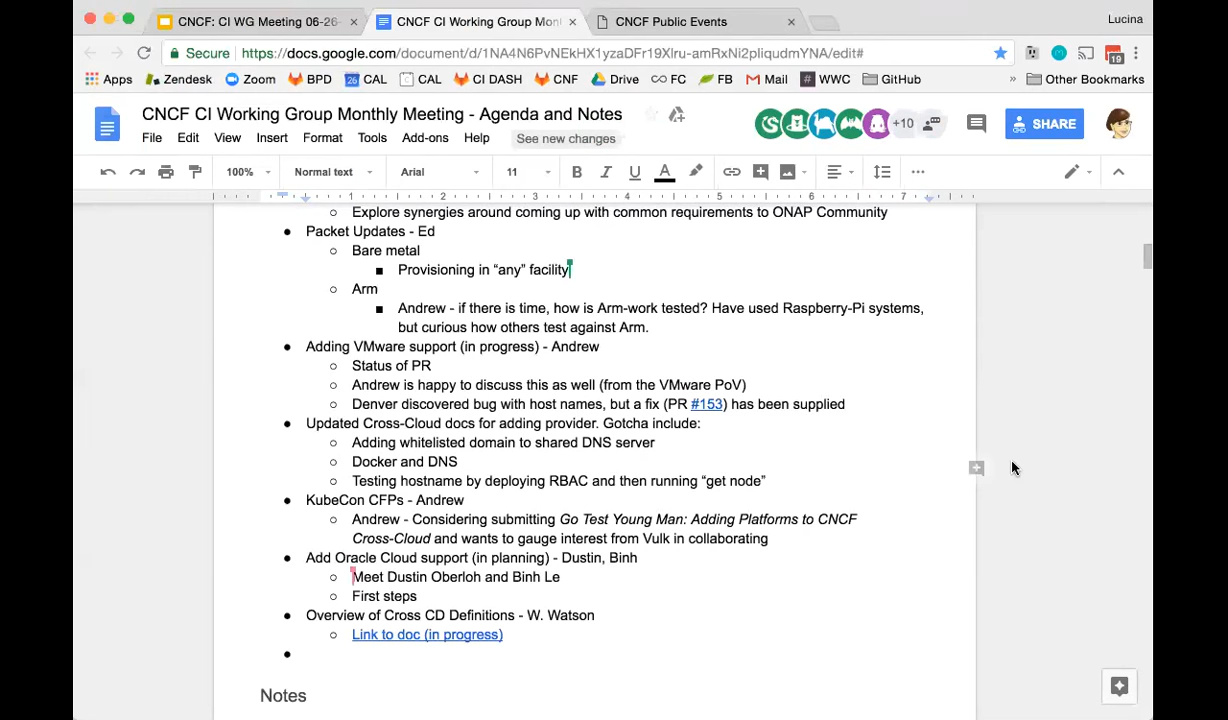 CNCF: CI WG Meeting 06-26-
CNCF CI Working Group Mon
CNCF Public Events
Lucina
Secure
https://docs.google.com/document/d/1NA4N6PvNEkHX1yzaDFr19Xlru-amRxNi2pliqudmYNA/edit#
19
Apps
Zendesk
Zoom
BPD
26 CAL
CAL
CI DASH
CNF
Drive
FC
FB
Mail
# WWC
GitHub
»
Other Bookmarks
CNCF CI Working Group Monthly Meeting - Agenda and Notes
+10
SHARE
File Edit View Insert Format Tools Add-ons Help See new changes
100% Normal text Arial 11 B I U A
1 2 3 4 5 6 7
Explore synergies around coming up with common requirements to ONAP Community
Packet Updates - Ed
Bare metal
Provisioning in “any” facility
Arm
Andrew - if there is time, how is Arm-work tested? Have used Raspberry-Pi systems,
but curious how others test against Arm.
Adding VMware support (in progress) - Andrew
Status of PR
Andrew is happy to discuss this as well (from the VMware PoV)
Denver discovered bug with host names, but a fix (PR #153) has been supplied
Updated Cross-Cloud docs for adding provider. Gotcha include:
Adding whitelisted domain to shared DNS server
Docker and DNS
Testing hostname by deploying RBAC and then running “get node”
KubeCon CFPs - Andrew
Andrew - Considering submitting Go Test Young Man: Adding Platforms to CNCF
Cross-Cloud and wants to gauge interest from Vulk in collaborating
Add Oracle Cloud support (in planning) - Dustin, Binh
Meet Dustin Oberloh and Binh Le
First steps
Overview of Cross CD Definitions - W. Watson
Link to doc (in progress)
Notes